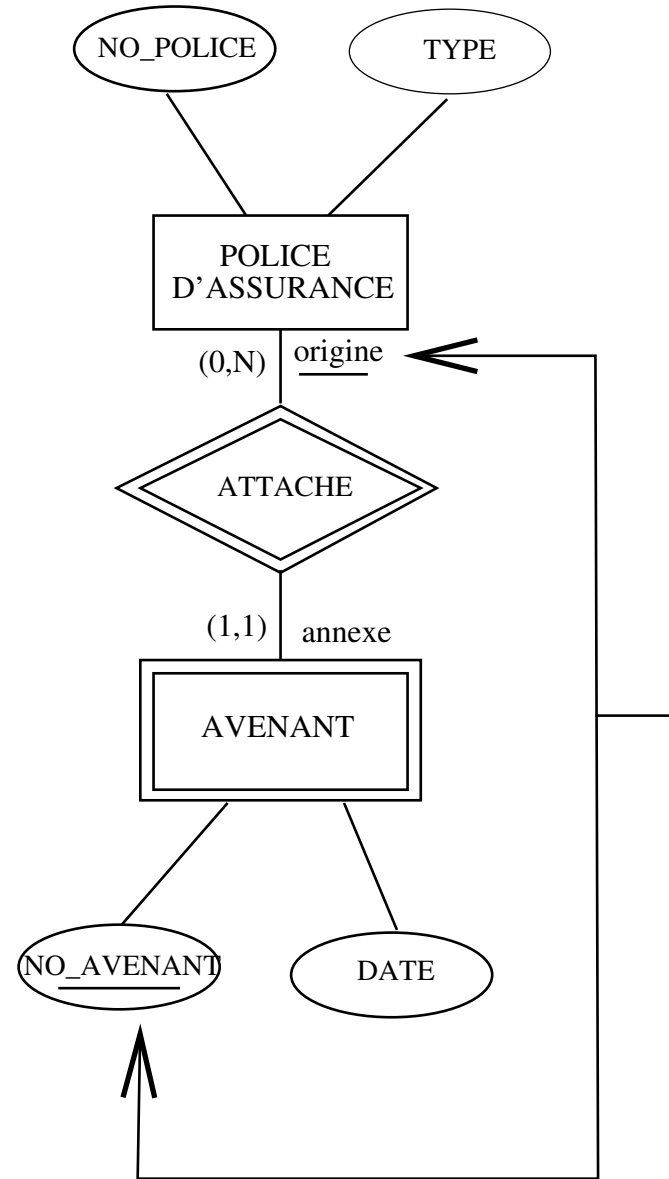 NO_POLICE
TYPE
POLICE
D'ASSURANCE
(0,N) origine
ATTACHE
(1,1) annexe
AVENANT
NO_AVENANT
DATE